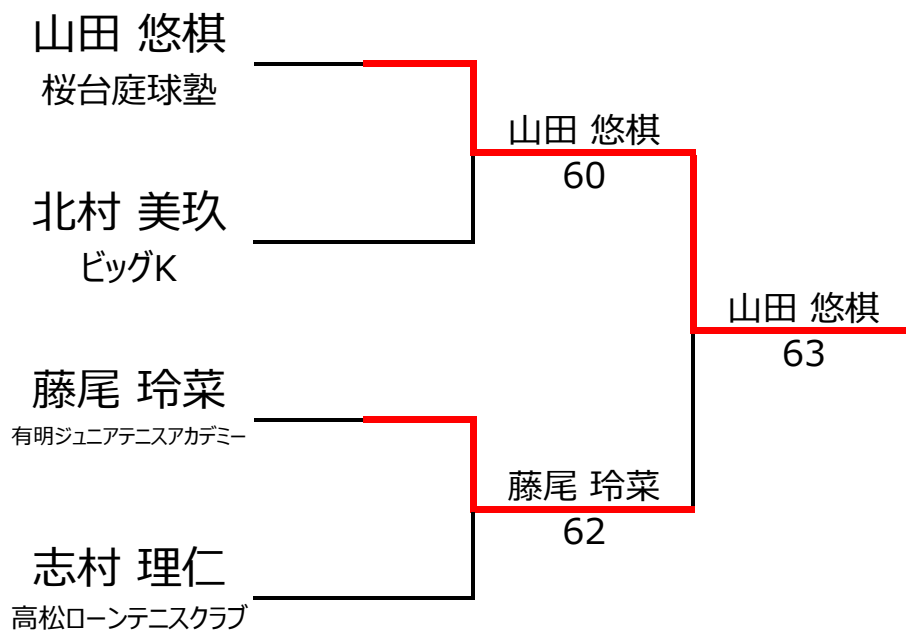 山田 悠棋
桜台庭球塾
山田 悠棋
60
北村 美玖
ビッグK
山田 悠棋
63
藤尾 玲菜
有明ジュニアテニスアカデミー
藤尾 玲菜
62
志村 理仁
高松ローンテニスクラブ